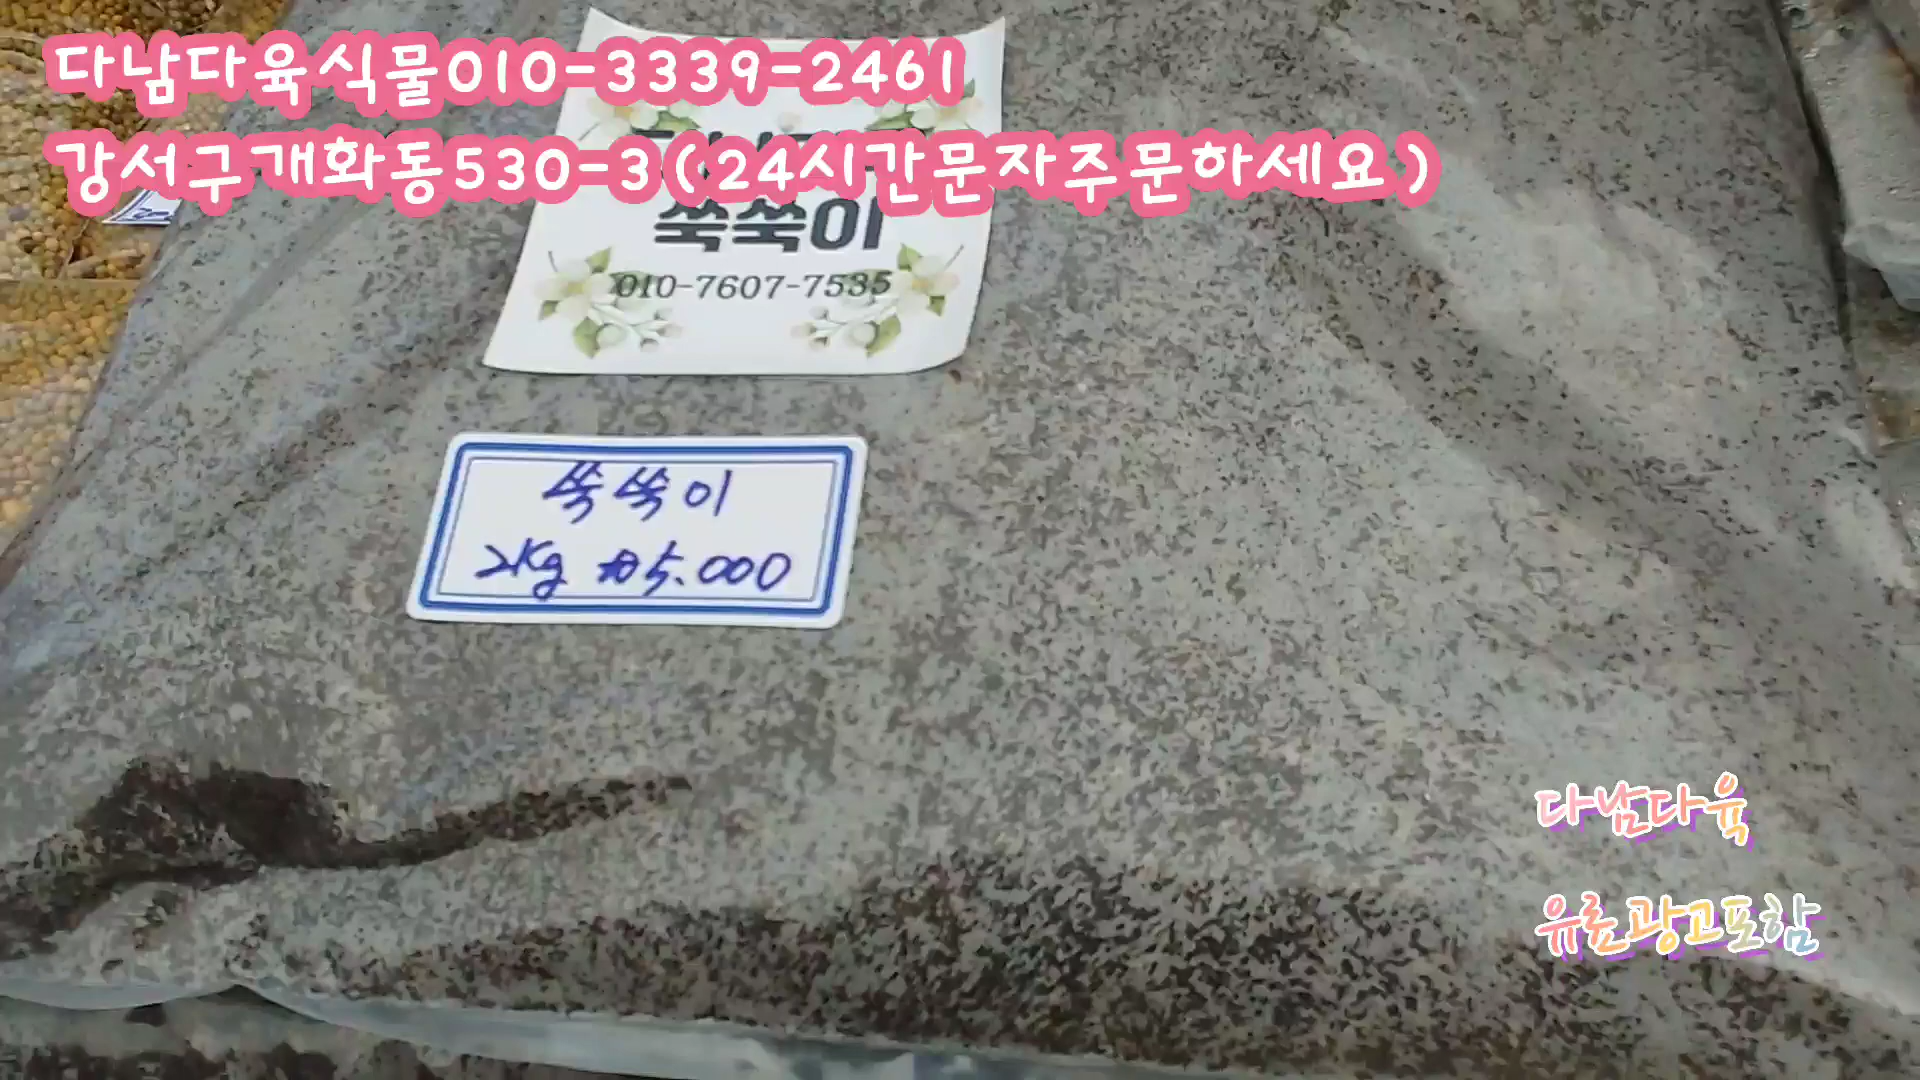 다남다육식물010-3339-2461
강서구개화동530-3(24시간문자주문하세요)
쑥쑥이
010-7607-7535
쑥쑥이
2kg ₩5.000
다남다육
유료광고포함